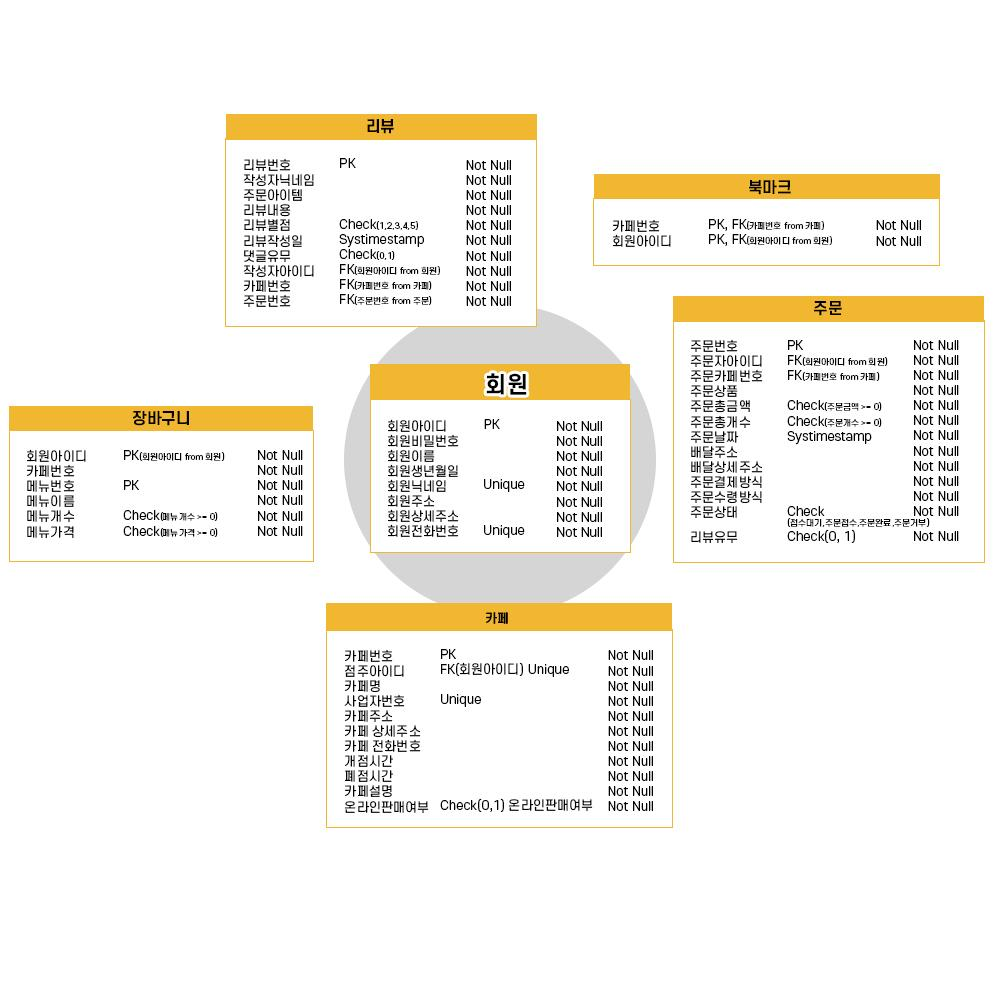 리뷰
리뷰번호 PK Not Null
작성자닉네임 Not Null
주문아이템 Not Null
리뷰내용 Not Null
리뷰별점 Check(1,2,3,4,5) Not Null
리뷰작성일 Systimestamp Not Null
댓글유무 Check(0,1) Not Null
작성자아이디 FK(회원아이디 from 회원) Not Null
카페번호 FK(카페번호 from 카페) Not Null
주문번호 FK(주문번호 from 주문) Not Null
북마크
카페번호 PK, FK(카페번호 from 카페) Not Null
회원아이디 PK, FK(회원아이디 from 회원) Not Null
주문
주문번호 PK Not Null
주문자아이디 FK(회원아이디 from 회원) Not Null
주문카페번호 FK(카페번호 from 카페) Not Null
주문상품 Not Null
주문총금액 Check(주문금액 >= 0) Not Null
주문총개수 Check(주문개수 >= 0) Not Null
주문날짜 Systimestamp Not Null
배달주소 Not Null
배달상세주소 Not Null
주문결제방식 Not Null
주문수령방식 Not Null
주문상태 Check Not Null
(접수대기,주문접수,주문완료,주문거부)
리뷰유무 Check(0, 1) Not Null
회원
회원아이디 PK Not Null
회원비밀번호 Not Null
회원이름 Not Null
회원생년월일 Not Null
회원닉네임 Unique Not Null
회원주소 Not Null
회원상세주소 Not Null
회원전화번호 Unique Not Null
장바구니
회원아이디 PK(회원아이디 from 회원) Not Null
카페번호 Not Null
메뉴번호 PK Not Null
메뉴이름 Not Null
메뉴개수 Check(메뉴개수 >= 0) Not Null
메뉴가격 Check(메뉴가격 >= 0) Not Null
카페
카페번호 PK Not Null
점주아이디 FK(회원아이디) Unique Not Null
카페명 Not Null
사업자번호 Unique Not Null
카페주소 Not Null
카페 상세주소 Not Null
카페 전화번호 Not Null
개점시간 Not Null
폐점시간 Not Null
카페설명 Not Null
온라인판매여부 Check(0,1) 온라인판매여부 Not Null